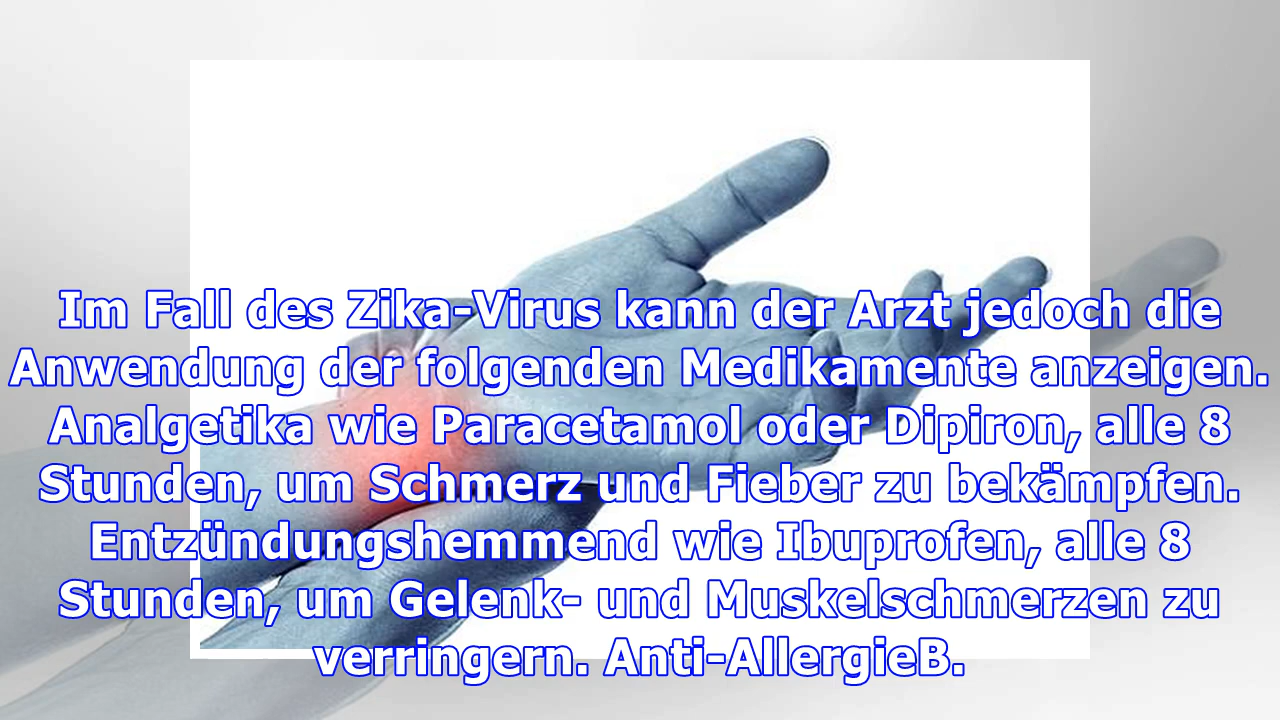 Im Fall des Zika-Virus kann der Arzt jedoch die
Anwendung der folgenden Medikamente anzeigen.
Analgetika wie Paracetamol oder Dipiron, alle 8
Stunden, um Schmerz und Fieber zu bekämpfen.
Entzündungshemmend wie Ibuprofen, alle 8
Stunden, um Gelenk- und Muskelschmerzen zu
verringern. Anti-AllergieB.